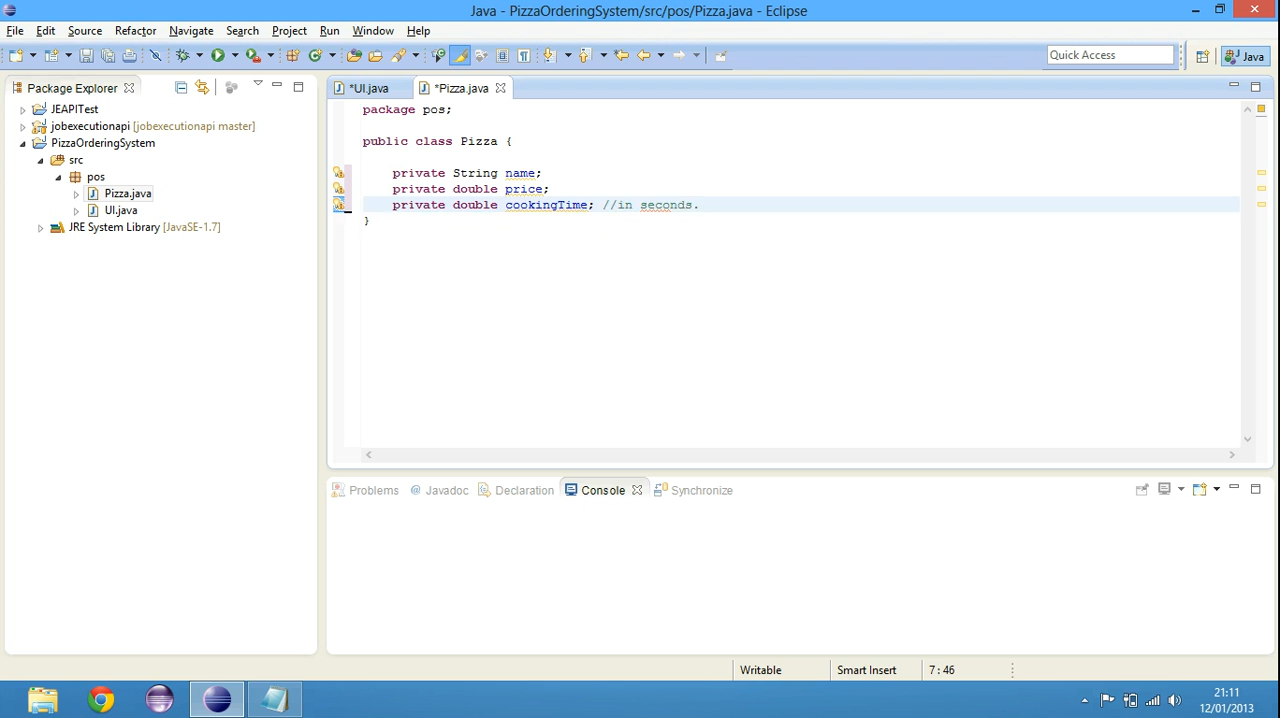 Java - PizzaOrderingSystem/src/pos/Pizza.java - Eclipse
File Edit Source Refactor Navigate Search Project Run Window Help
Quick Access
Java
Package Explorer
*UI.java
*Pizza.java
JEAPITest
jobexecutionapi [jobexecutionapi master]
PizzaOrderingSystem
src
pos
Pizza.java
UI.java
JRE System Library [JavaSE-1.7]
package pos;
public class Pizza {
private String name;
private double price;
private double cookingTime; //in seconds.
}
Problems @ Javadoc Declaration Console Synchronize
Writable Smart Insert 7 : 46
21:11
12/01/2013